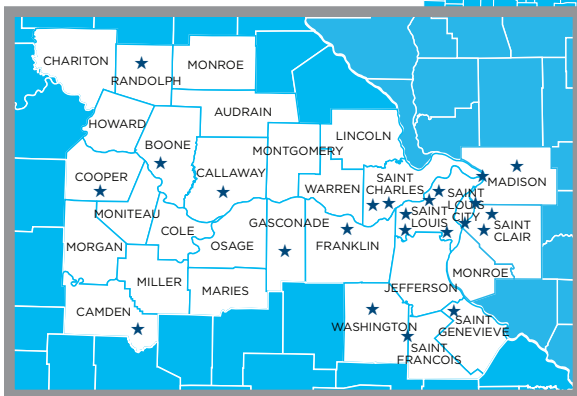 CHARITON
RANDOLPH
MONROE
HOWARD
AUDRAIN
BOONE
LINCOLN
MONTGOMERY
CALLAWAY
COOPER
SAINT
CHARLES
WARREN
MADISON
SAINT
LOUIS
CITY
MONITEAU
SAINT
LOUIS
SAINT
CLAIR
COLE
GASCONADE
MORGAN
OSAGE
FRANKLIN
MONROE
MILLER
MARIES
JEFFERSON
CAMDEN
WASHINGTON
SAINT
GENEVIEVE
SAINT
FRANCOIS